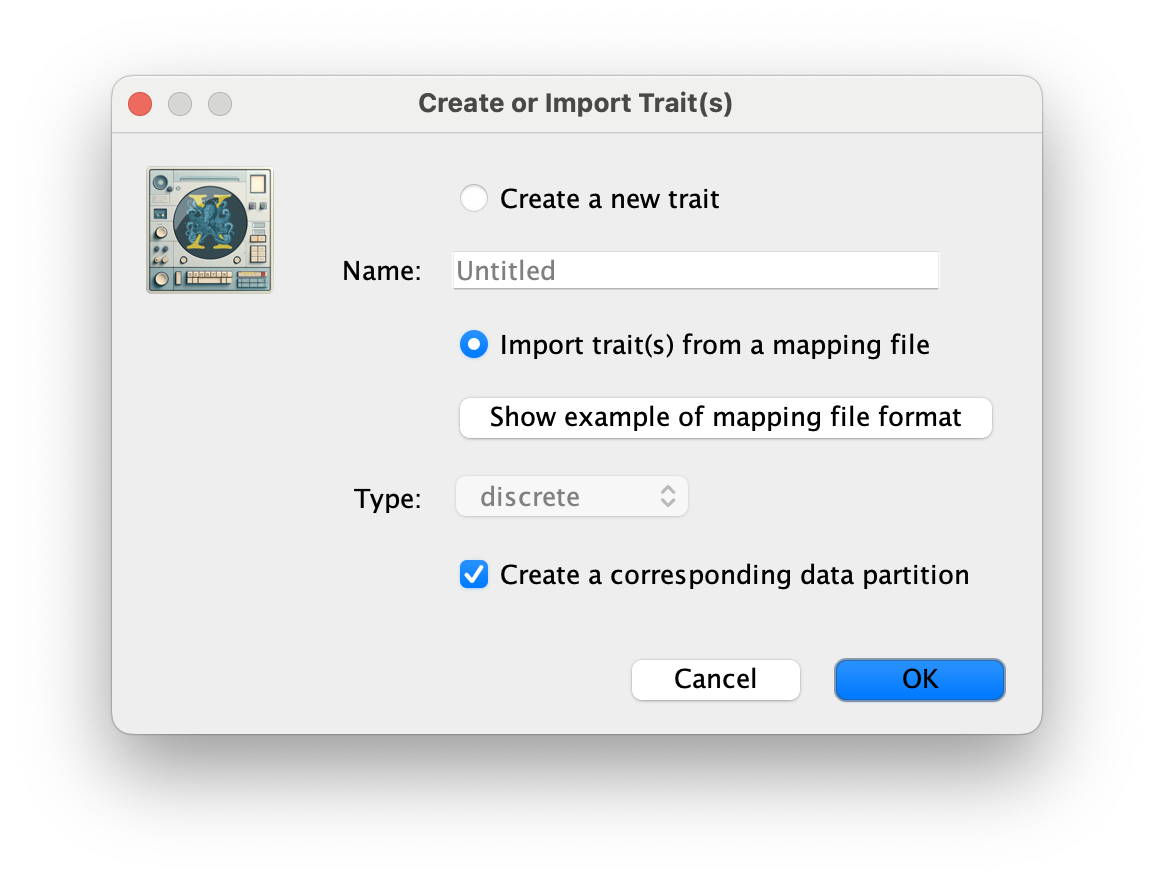 Create or Import Trait(s)
Create a new trait
Name: Untitled
Import trait(s) from a mapping file
Show example of mapping file format
Type: discrete
Create a corresponding data partition
Cancel OK